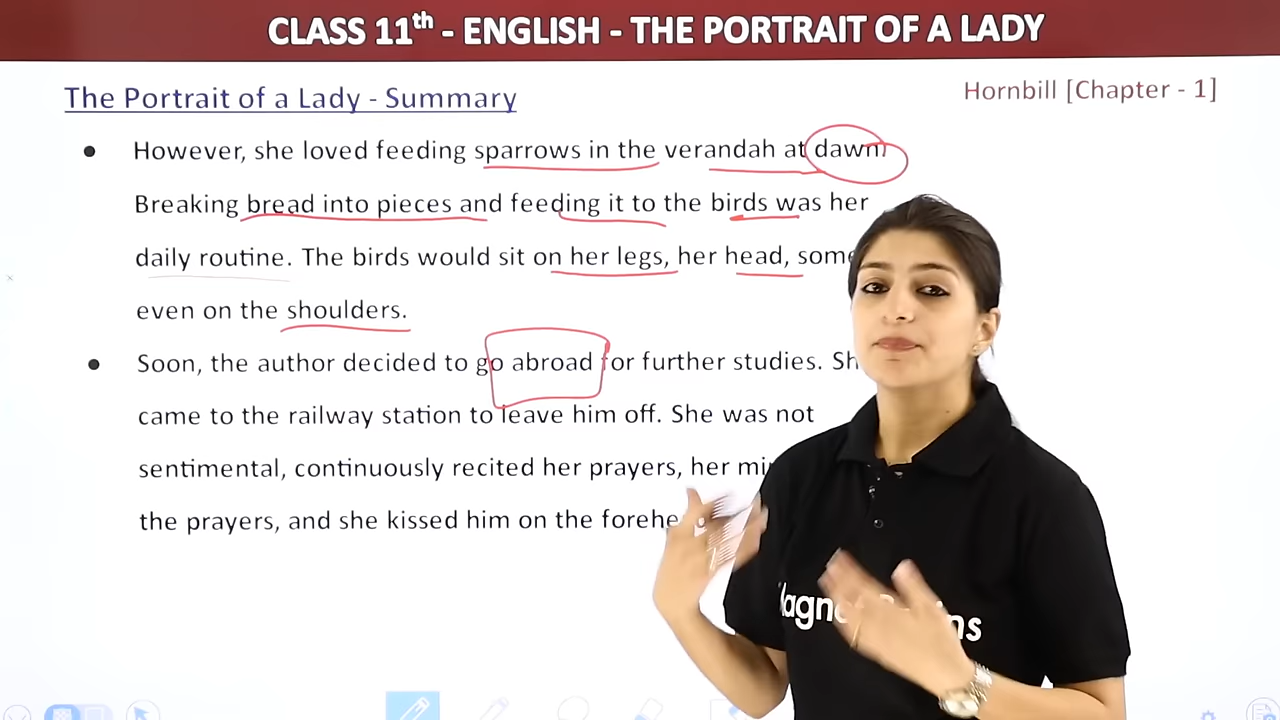 CLASS 11th - ENGLISH - THE PORTRAIT OF A LADY
The Portrait of a Lady - Summary
Hornbill [Chapter - 1]
However, she loved feeding sparrows in the verandah at dawn.
Breaking bread into pieces and feeding it to the birds was her
daily routine. The birds would sit on her legs, her head, some
even on the shoulders.
Soon, the author decided to go abroad for further studies.
came to the railway station to leave him off. She was not
sentimental, continuously recited her prayers, her
the prayers, and she kissed him on the